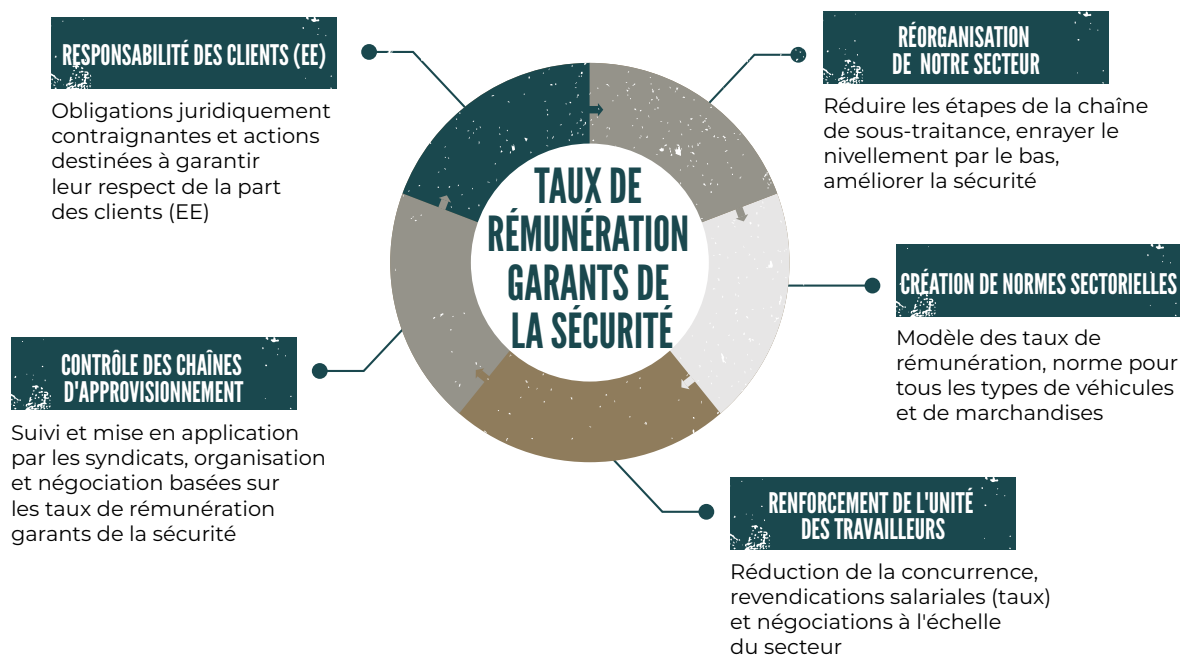 RESPONSABILITÉ DES CLIENTS (EE)
Obligations juridiquement
contraignantes et actions
destinées à garantir
leur respect de la part
des clients (EE)
RÉORGANISATION
DE NOTRE SECTEUR
Réduire les étapes de la chaîne
de sous-traitance, enrayer le
nivellement par le bas,
améliorer la sécurité
TAUX DE
RÉMUNÉRATION
GARANTS DE
LA SÉCURITÉ
CRÉATION DE NORMES SECTORIELLES
Modèle des taux de
rémunération, norme pour
tous les types de véhicules
et de marchandises
CONTRÔLE DES CHAÎNES
D'APPROVISIONNEMENT
Suivi et mise en application
par les syndicats, organisation
et négociation basées sur
les taux de rémunération
garants de la sécurité
RENFORCEMENT DE L'UNITÉ
DES TRAVAILLEURS
Réduction de la concurrence,
revendications salariales (taux)
et négociations à l'échelle
du secteur